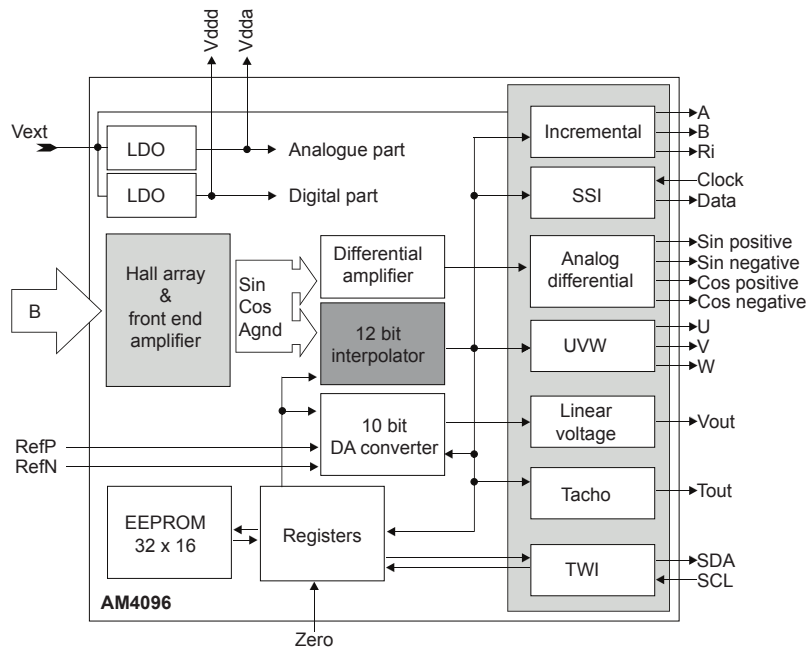 Vddd
Vdda
Vext
LDO
Analogue part
LDO
Digital part
Incremental
A
B
Ri
SSI
Clock
Data
B
Hall array
&
front end
amplifier
Sin
Cos
Agnd
Differential
amplifier
12 bit
interpolator
Analog
differential
Sin positive
Sin negative
Cos positive
Cos negative
UVW
U
V
W
RefP
RefN
10 bit
DA converter
Linear
voltage
Vout
Tacho
Tout
EEPROM
32 x 16
Registers
TWI
SDA
SCL
AM4096
Zero